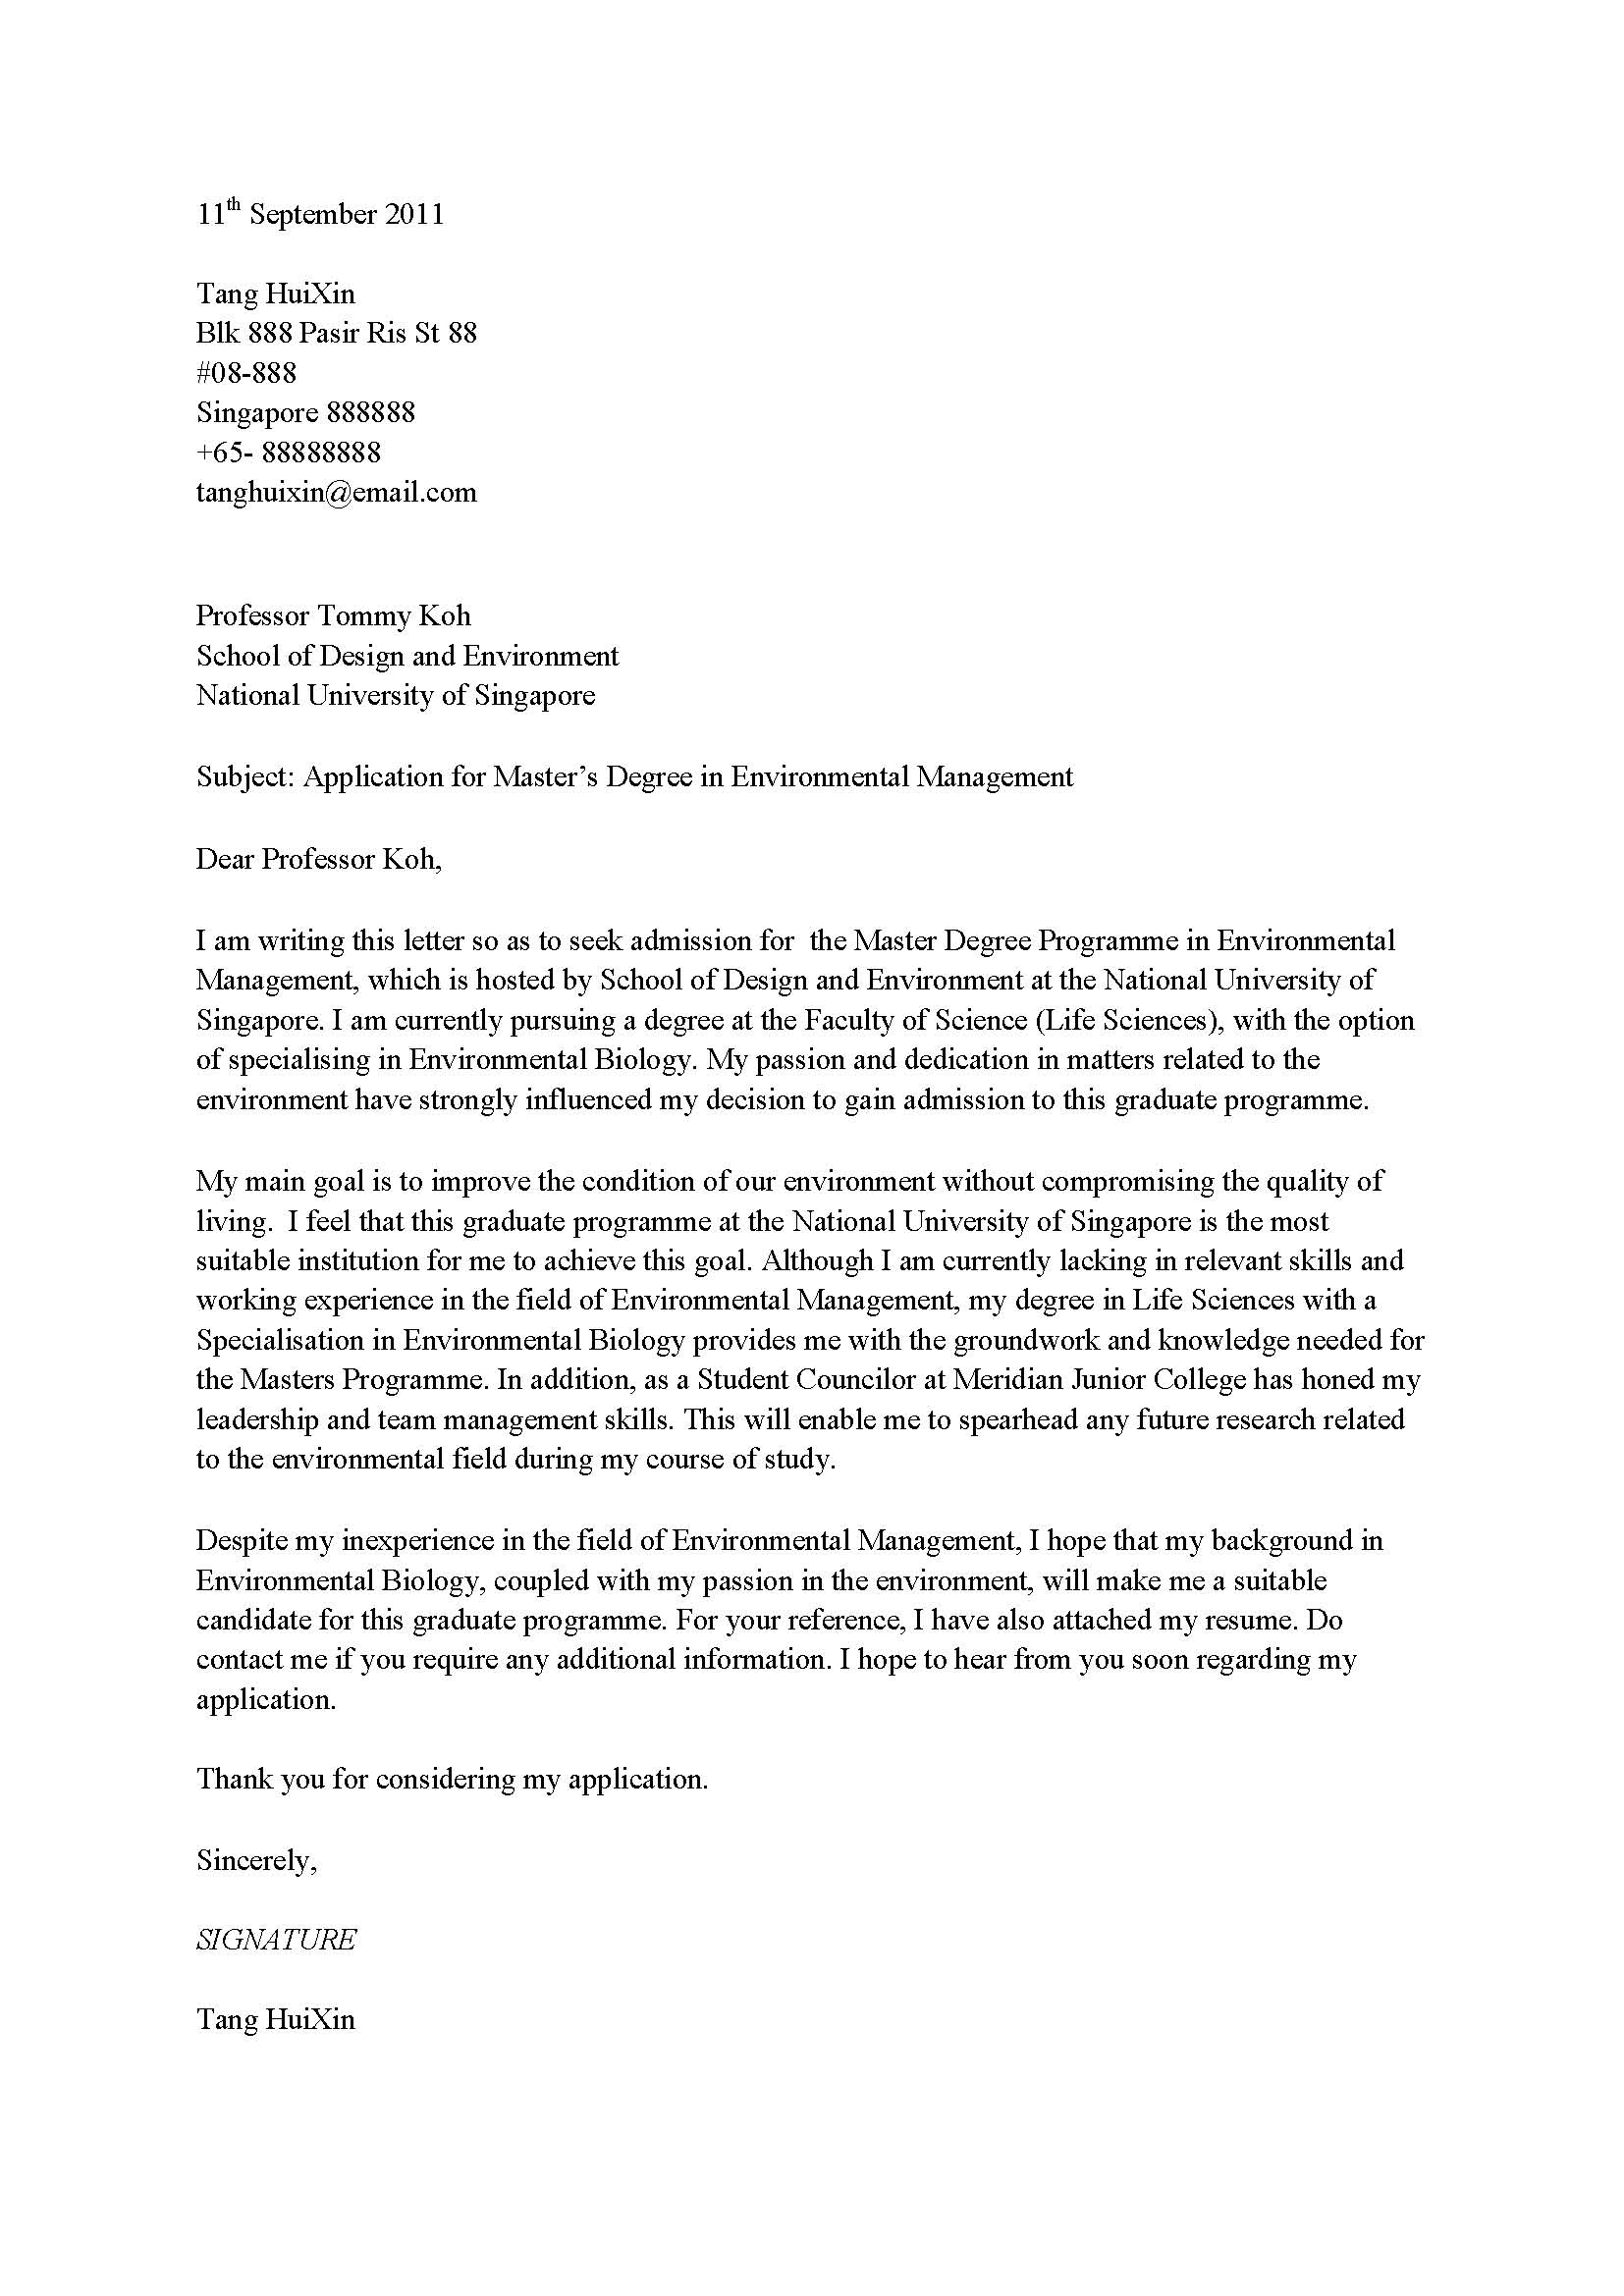 11th September 2011
Tang HuiXin
Blk 888 Pasir Ris St 88
#08-888
Singapore 888888
+65- 88888888
tanghuixin@email.com
Professor Tommy Koh
School of Design and Environment
National University of Singapore
Subject: Application for Master’s Degree in Environmental Management
Dear Professor Koh,
I am writing this letter so as to seek admission for  the Master Degree Programme in Environmental
Management, which is hosted by School of Design and Environment at the National University of
Singapore. I am currently pursuing a degree at the Faculty of Science (Life Sciences), with the option
of specialising in Environmental Biology. My passion and dedication in matters related to the
environment have strongly influenced my decision to gain admission to this graduate programme.
My main goal is to improve the condition of our environment without compromising the quality of
living.  I feel that this graduate programme at the National University of Singapore is the most
suitable institution for me to achieve this goal. Although I am currently lacking in relevant skills and
working experience in the field of Environmental Management, my degree in Life Sciences with a
Specialisation in Environmental Biology provides me with the groundwork and knowledge needed for
the Masters Programme. In addition, as a Student Councilor at Meridian Junior College has honed my
leadership and team management skills. This will enable me to spearhead any future research related
to the environmental field during my course of study.
Despite my inexperience in the field of Environmental Management, I hope that my background in
Environmental Biology, coupled with my passion in the environment, will make me a suitable
candidate for this graduate programme. For your reference, I have also attached my resume. Do
contact me if you require any additional information. I hope to hear from you soon regarding my
application.
Thank you for considering my application.
Sincerely,
SIGNATURE
Tang HuiXin